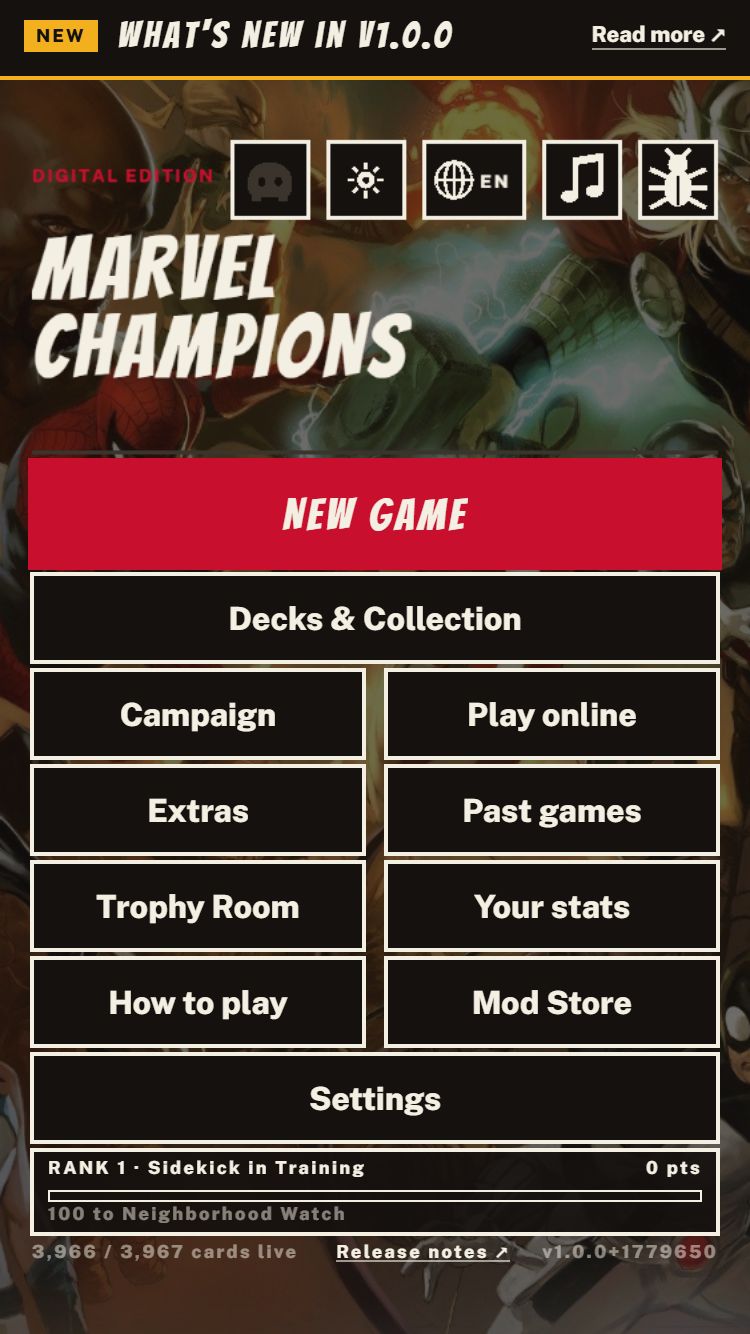 NEW WHAT'S NEW IN V1.0.0 Read more ↗
DIGITAL EDITION
EN
MARVEL
CHAMPIONS
NEW GAME
Decks & Collection
Campaign
Play online
Extras
Past games
Trophy Room
Your stats
How to play
Mod Store
Settings
RANK 1 · Sidekick in Training 0 pts
100 to Neighborhood Watch
3,966 / 3,967 cards live Release notes ↗ v1.0.0+1779650